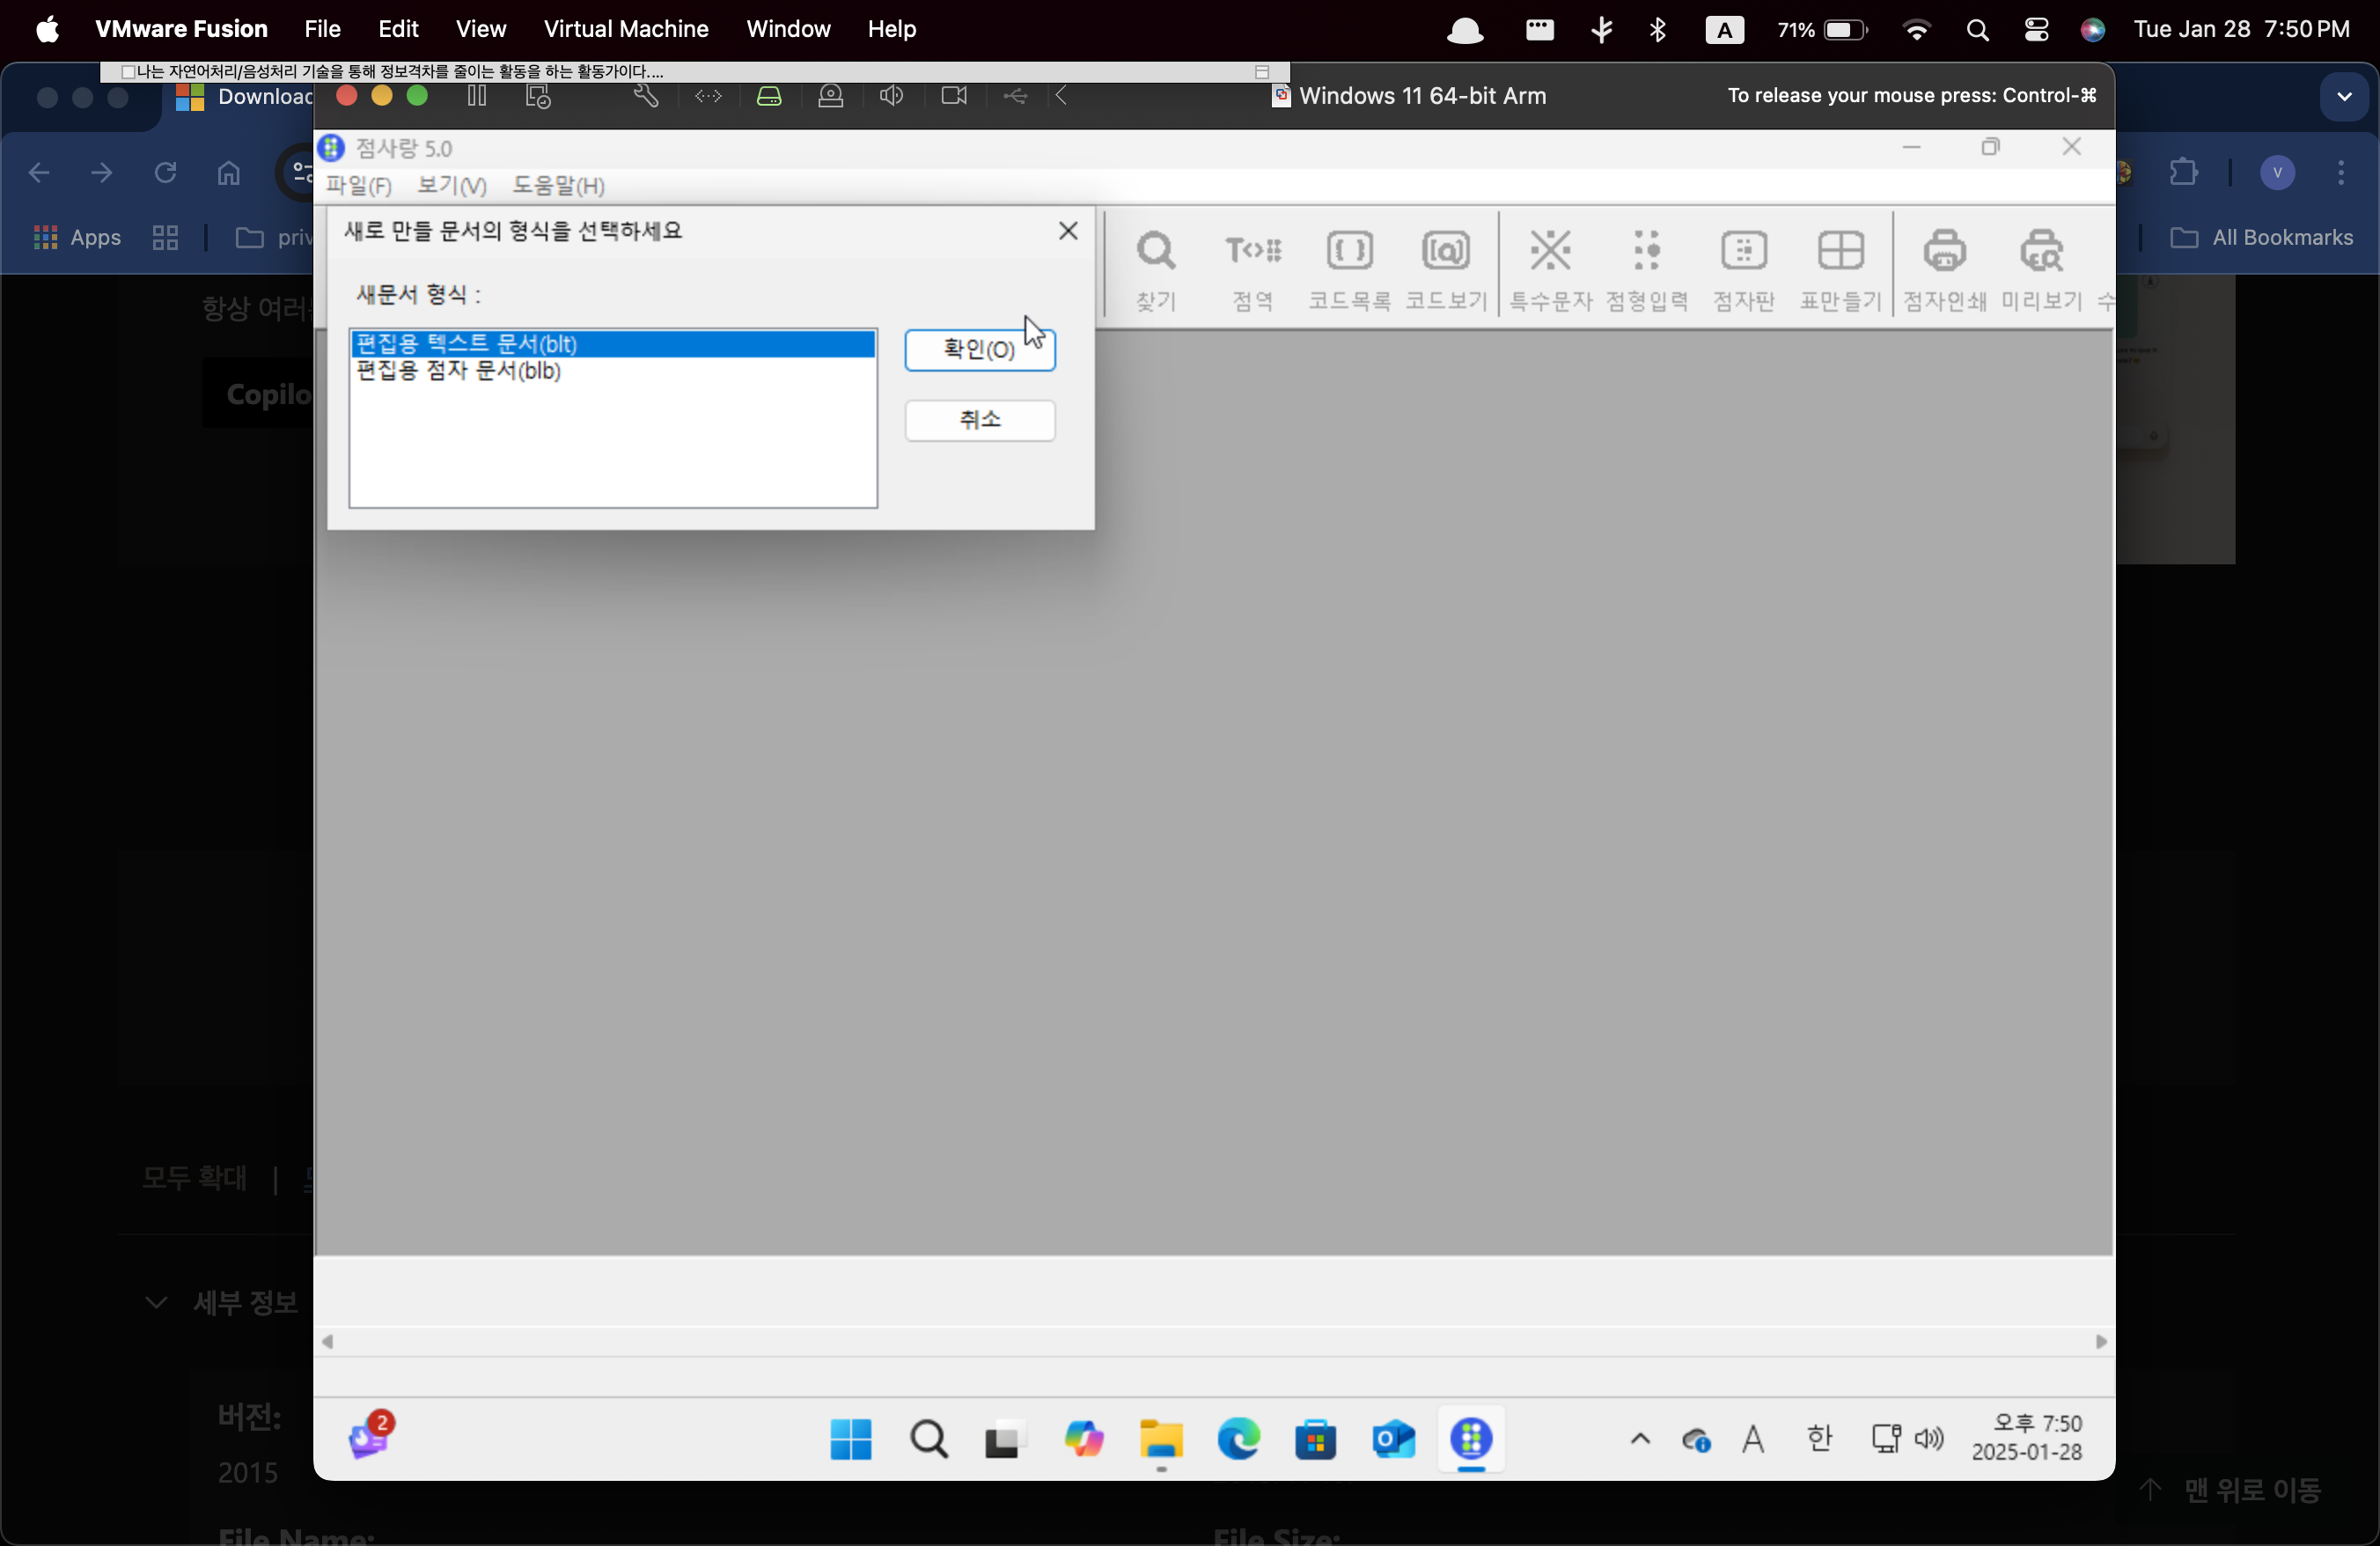 VMware Fusion File Edit View Virtual Machine Window Help A 71% Tue Jan 28 7:50 PM
나는 자연어처리/음성처리 기술을 통해 정보격차를 줄이는 활동을 하는 활동가이다....
Downloac
Windows 11 64-bit Arm
To release your mouse press: Control-⌘
점사랑 5.0
파일(F) 보기(V) 도움말(H)
V
Apps
priv
All Bookmarks
새로 만들 문서의 형식을 선택하세요
새문서 형식 :
편집용 텍스트 문서(blt)
편집용 점자 문서(blb)
확인(O)
취소
찾기 점역 코드목록 코드보기 특수문자 점형입력 점자판 표만들기 점자인쇄 미리보기 수
항상 여러
Copilo
모두 확대 |
세부 정보
버전:
2015
File Name:
File Size:
맨 위로 이동
2
A 한
오후 7:50
2025-01-28